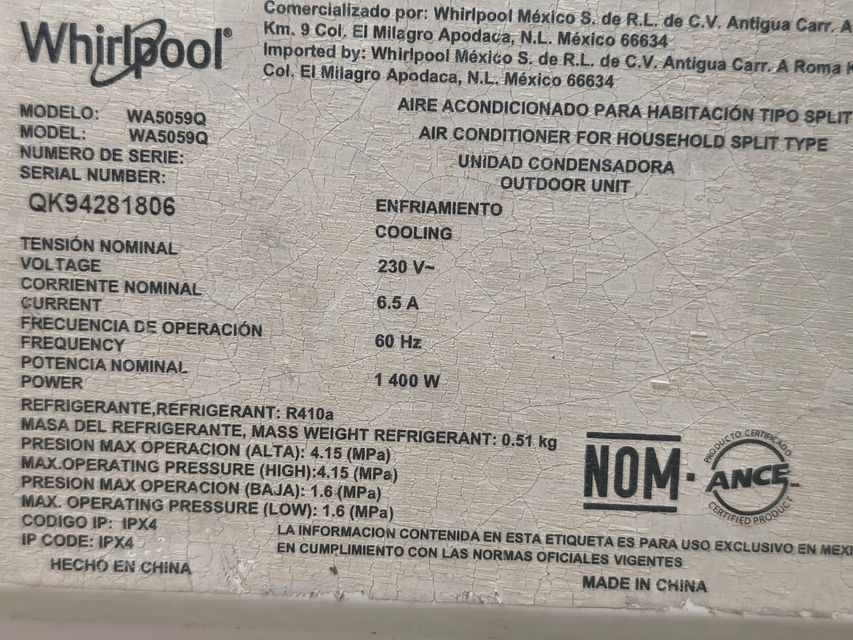 Whirlpool®
Comercializado por: Whirlpool México S. de R.L. de C.V. Antigua Carr. A
Km. 9 Col. El Milagro Apodaca, N.L. México 66634
Imported by: Whirlpool México S. de R.L. de C.V. Antigua Carr. A Roma K
Col. El Milagro Apodaca, N.L. México 66634
MODELO: WA5059Q
MODEL: WA5059Q
NUMERO DE SERIE:
SERIAL NUMBER:
QK94281806
AIRE ACONDICIONADO PARA HABITACIÓN TIPO SPLIT
AIR CONDITIONER FOR HOUSEHOLD SPLIT TYPE
UNIDAD CONDENSADORA
OUTDOOR UNIT
ENFRIAMIENTO
COOLING
TENSIÓN NOMINAL
VOLTAGE 230 V~
CORRIENTE NOMINAL
CURRENT 6.5 A
FRECUENCIA DE OPERACIÓN
FREQUENCY 60 Hz
POTENCIA NOMINAL
POWER 1 400 W
REFRIGERANTE,REFRIGERANT: R410a
MASA DEL REFRIGERANTE, MASS WEIGHT REFRIGERANT: 0.51 kg
PRESION MAX OPERACION (ALTA): 4.15 (MPa)
MAX.OPERATING PRESSURE (HIGH):4.15 (MPa)
PRESION MAX OPERACION (BAJA): 1.6 (MPa)
MAX. OPERATING PRESSURE (LOW): 1.6 (MPa)
CODIGO IP: IPX4
IP CODE: IPX4
HECHO EN CHINA
NOM
PRODUCTO CERTIFICADO
ANCE
CERTIFIED PRODUCT
LA INFORMACION CONTENIDA EN ESTA ETIQUETA ES PARA USO EXCLUSIVO EN MEXI
EN CUMPLIMIENTO CON LAS NORMAS OFICIALES VIGENTES
MADE IN CHINA